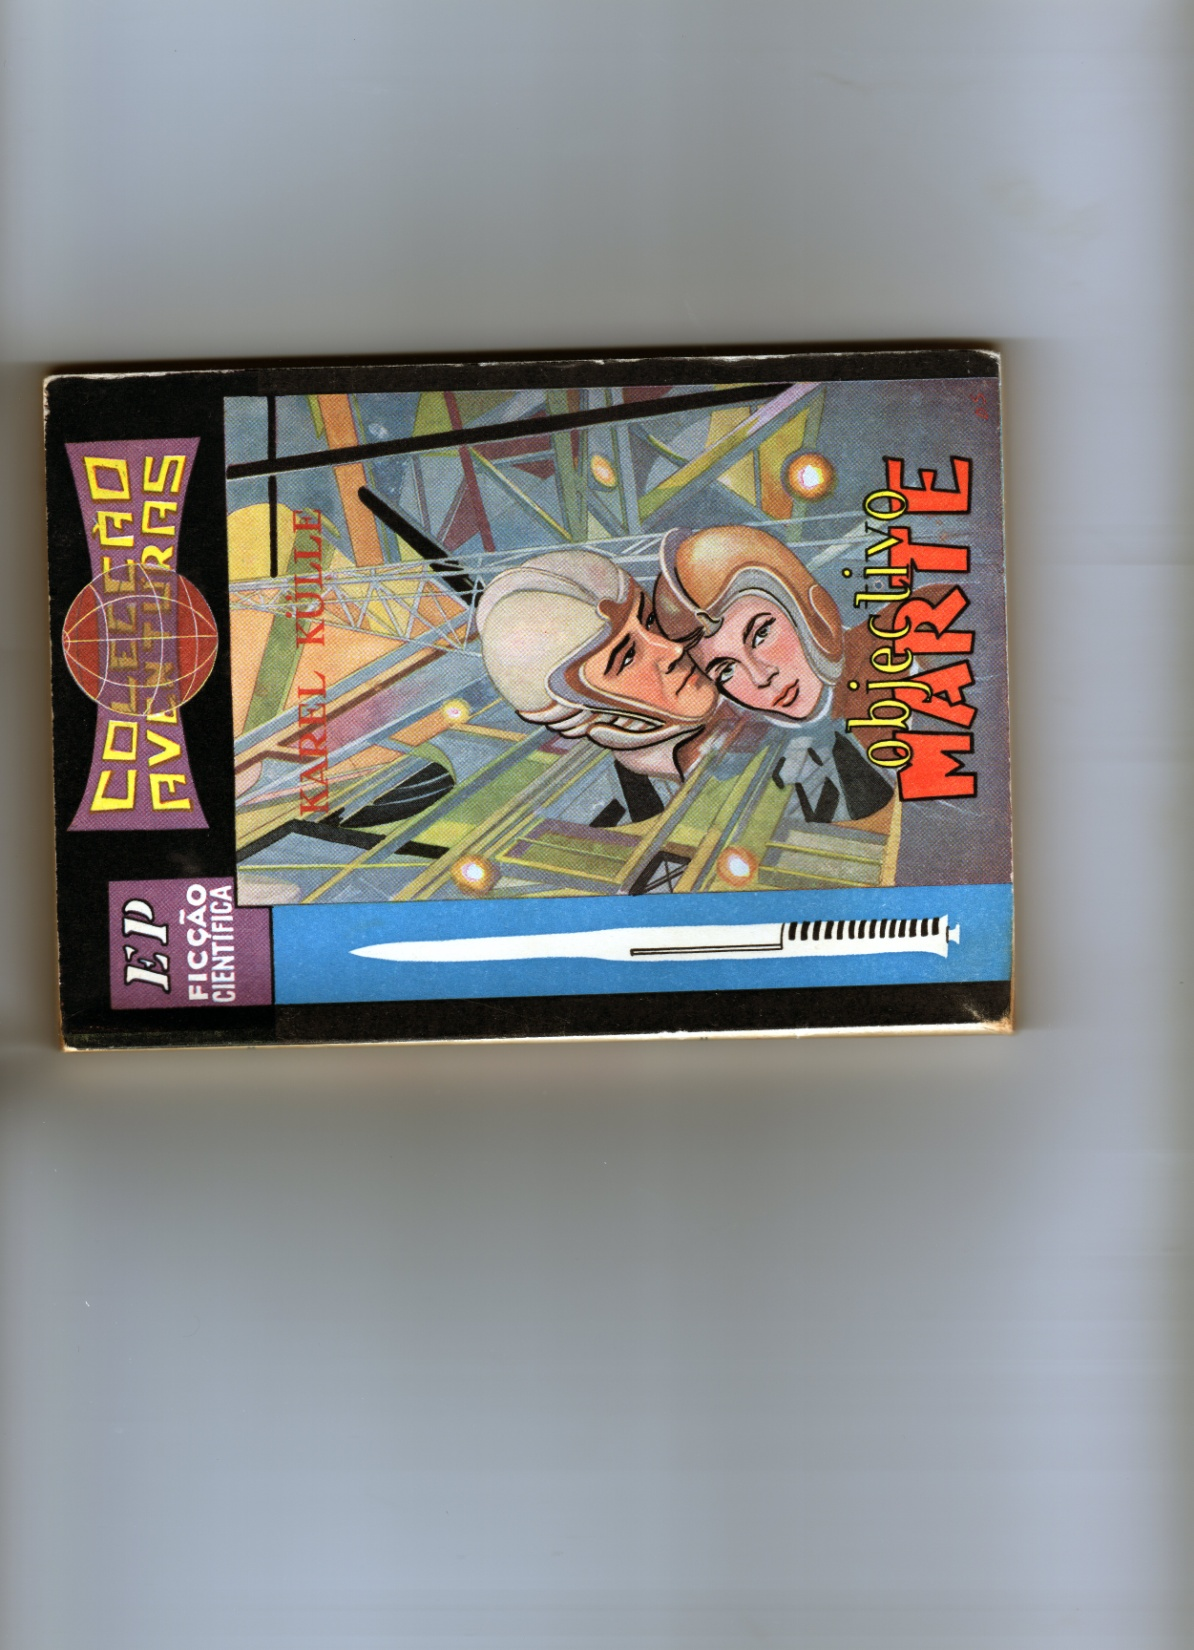 COLECÇÃO
AVENTURAS
EP
FICÇÃO
CIENTÍFICA
KAREL KÜLLE
objectivo
MARTE